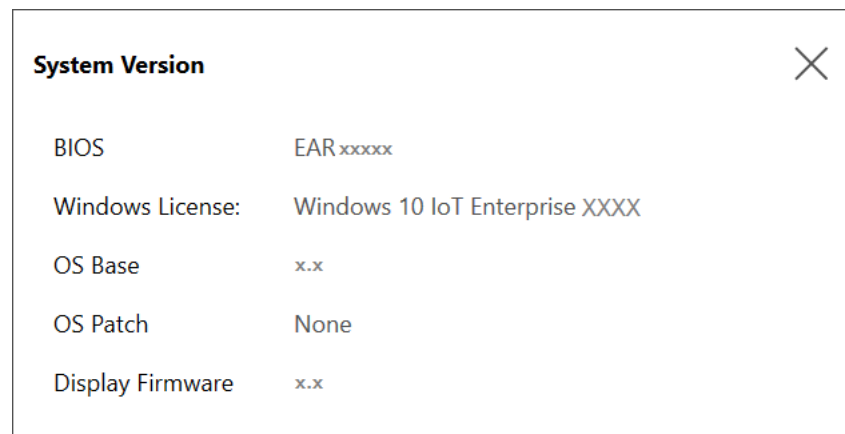 System Version
BIOS EAR xxxxx
Windows License: Windows 10 IoT Enterprise XXXX
OS Base x.x
OS Patch None
Display Firmware x.x